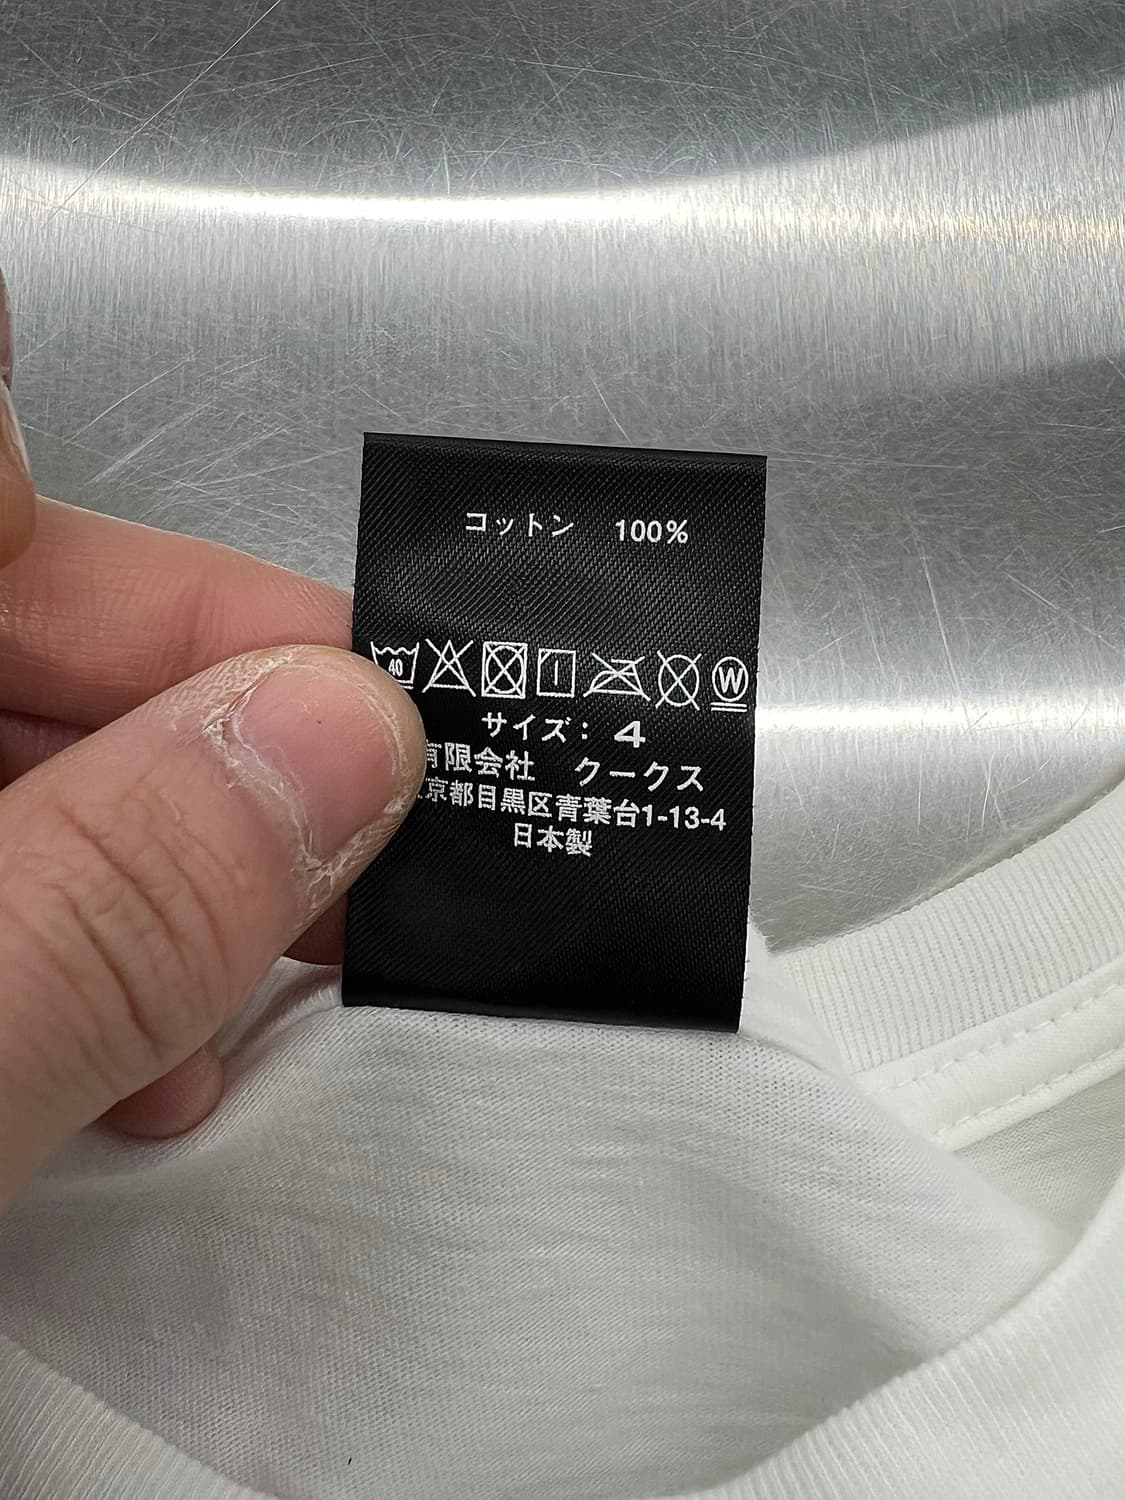 コットン 100%
40 W
サイズ: 4
有限会社 クークス
京都目黒区青葉台1-13-4
日本製